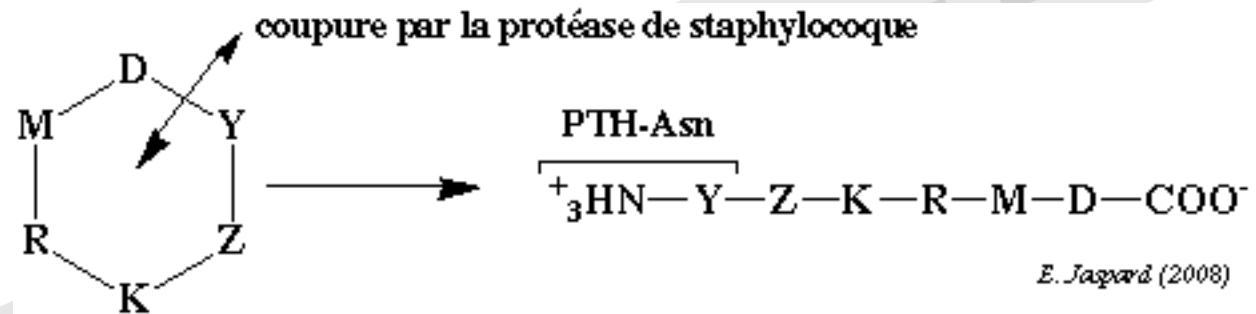 coupure par la protéase de staphylocoque
D
M
Y
R
Z
K
PTH-Asn
⁺₃HN—Y—Z—K—R—M—D—COO⁻
E. Jaspard (2008)